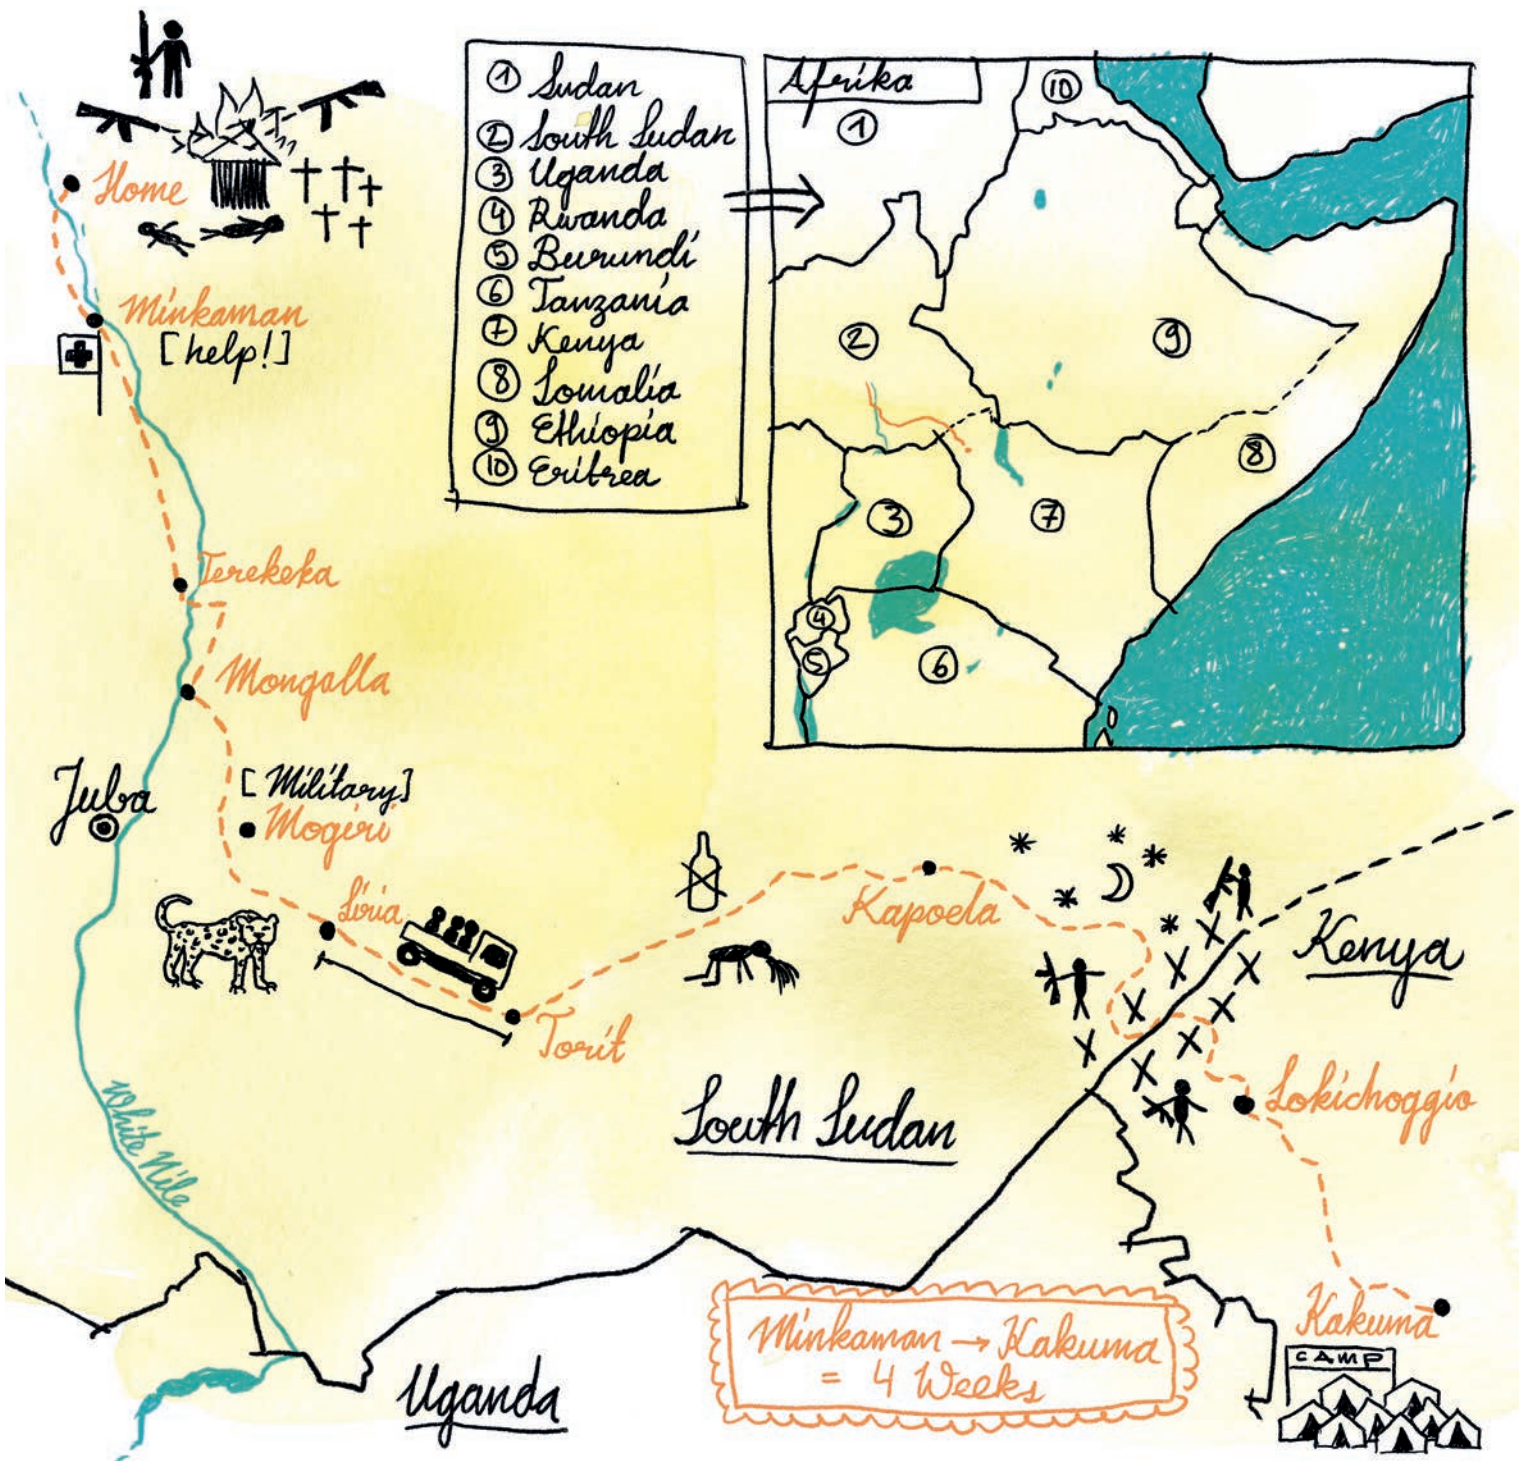 ① Sudan
② South Sudan
③ Uganda
④ Rwanda
⑤ Burundi
⑥ Tanzania
⑦ Kenya
⑧ Somalia
⑨ Ethiopia
⑩ Eritrea
Afrika
①
⑩
②
⑨
⑧
③
⑦
④
⑤
⑥
Home
Minkaman
[help!]
Terekeka
Mongalla
Juba
[Military]
Mogiri
Liria
Torit
Kapoeta
Kenya
South Sudan
Lokichoggio
White Nile
Uganda
Minkaman → Kakuma
= 4 Weeks
Kakuma
CAMP